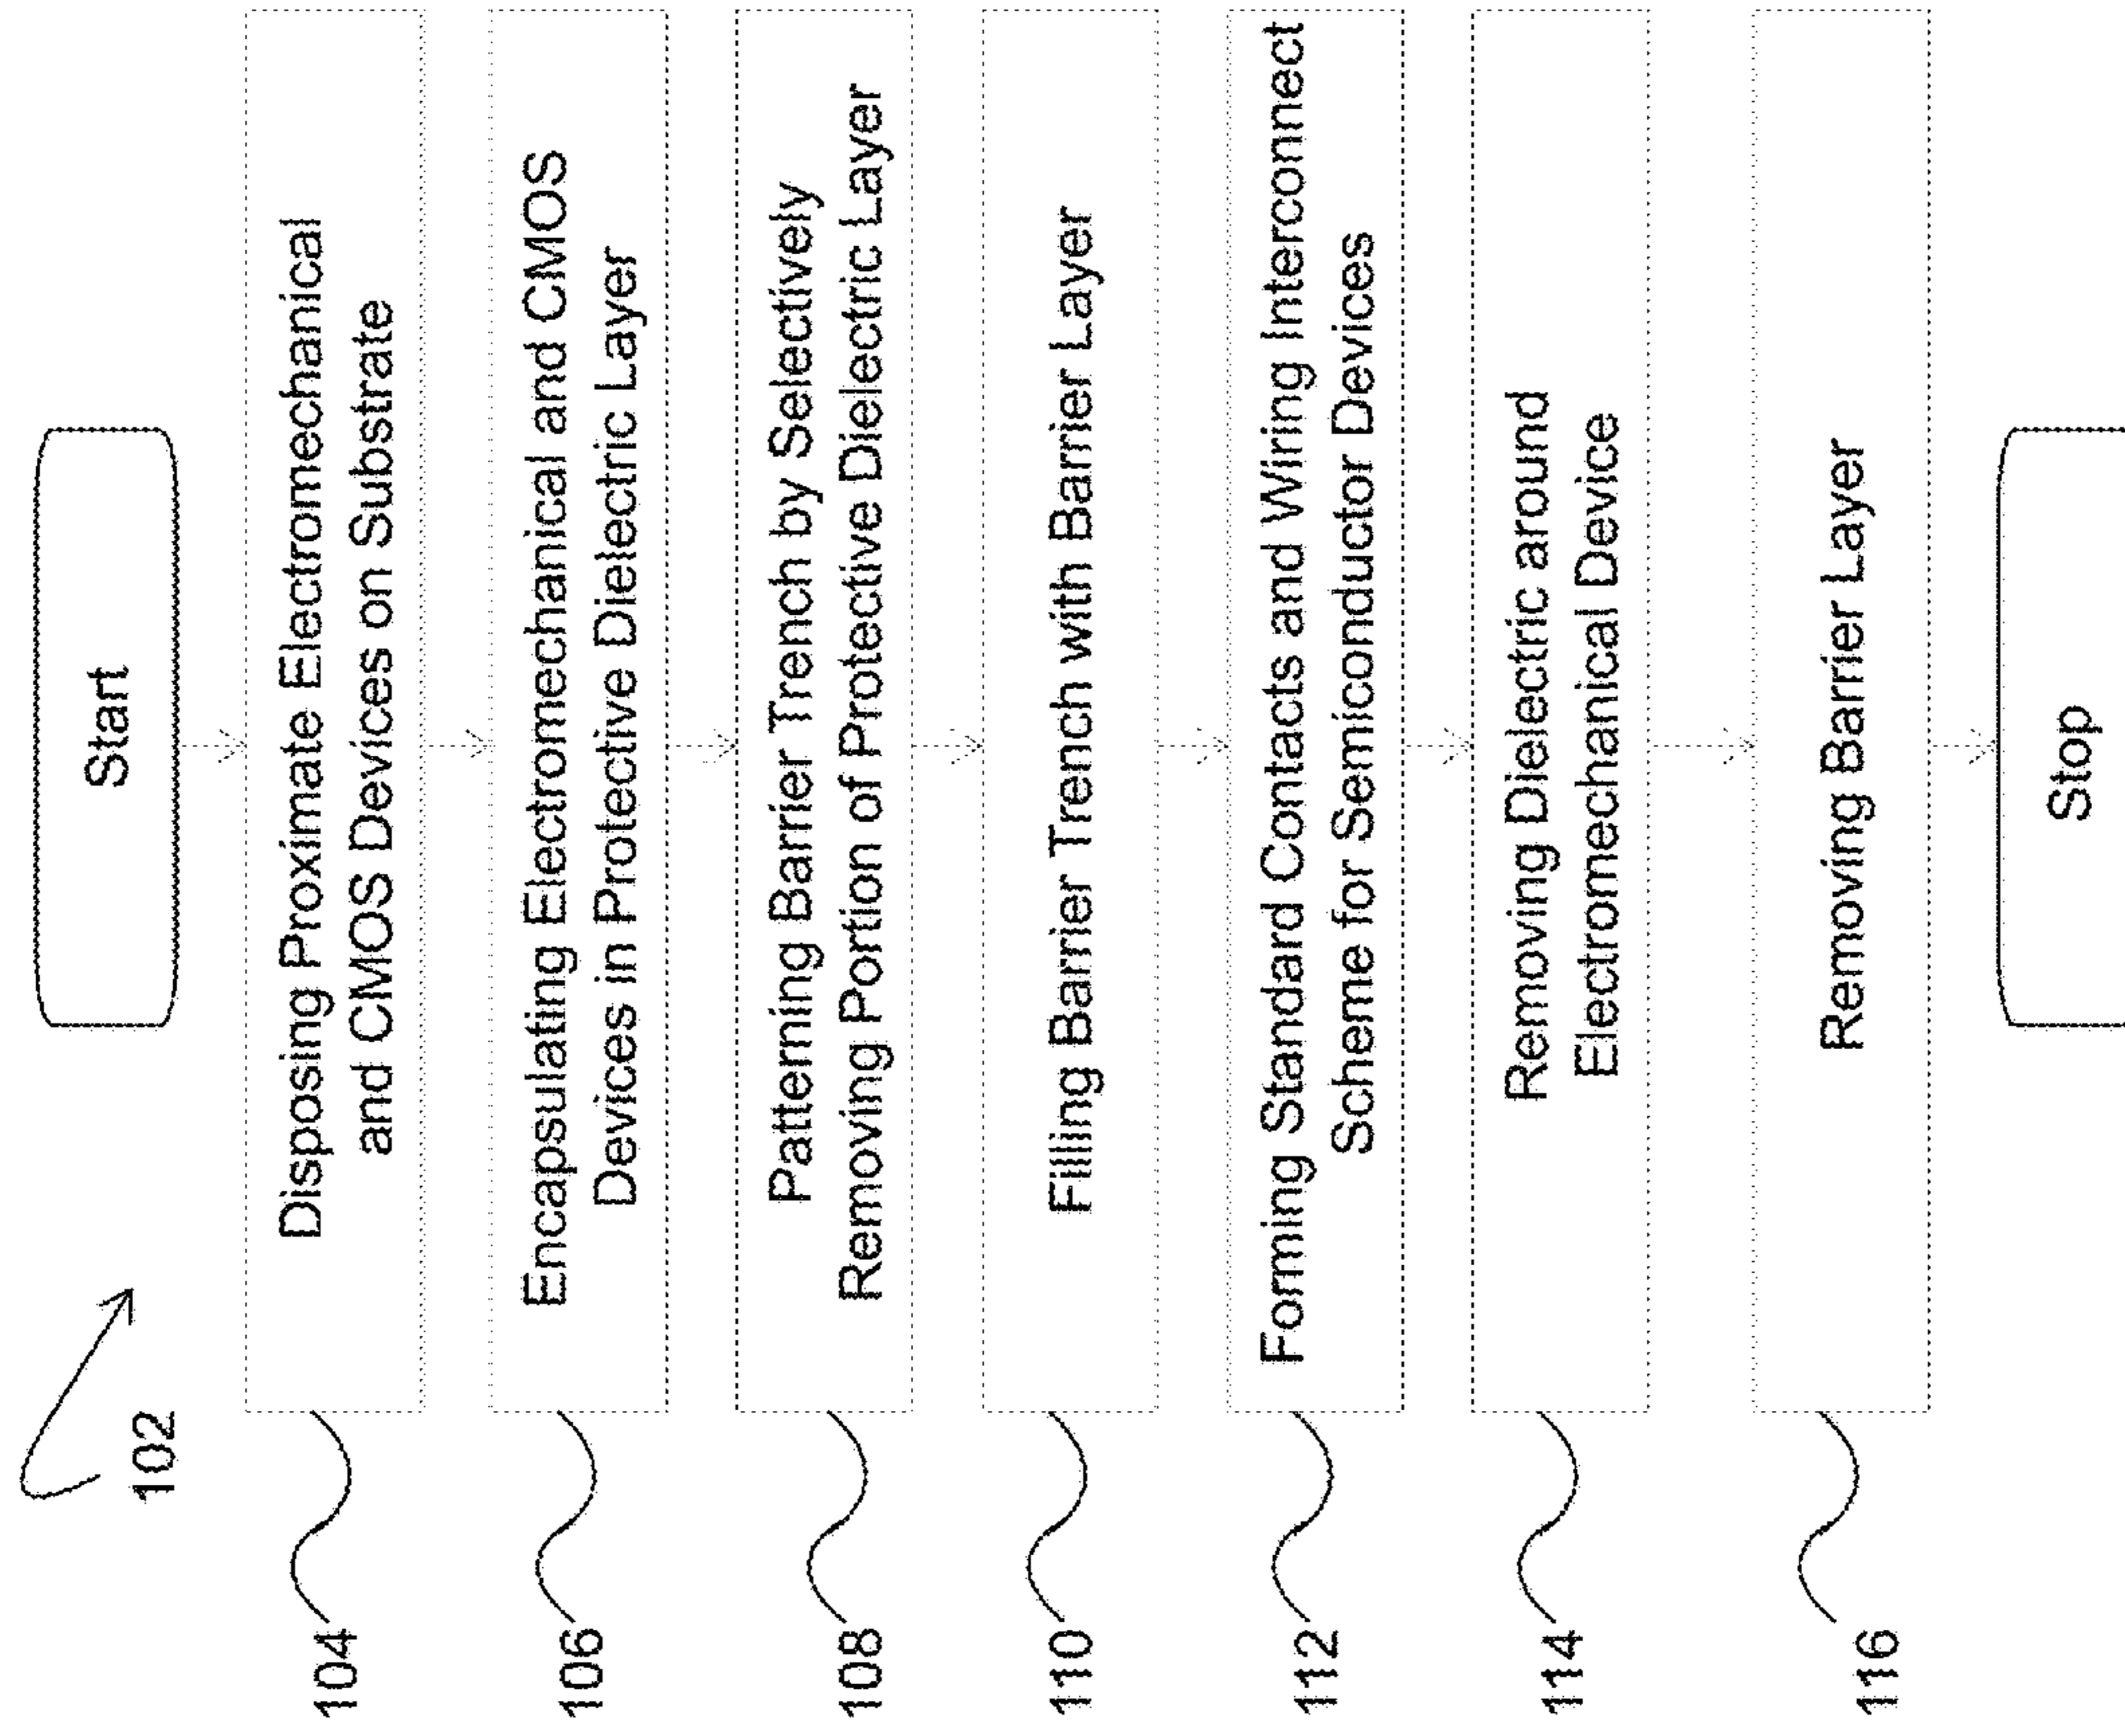 Start
102
104
Disposing Proximate Electromechanical
and CMOS Devices on Substrate
106
Encapsulating Electromechanical and CMOS
Devices in Protective Dielectric Layer
108
Patterning Barrier Trench by Selectively
Removing Portion of Protective Dielectric Layer
110
Filling Barrier Trench with Barrier Layer
112
Forming Standard Contacts and Wiring Interconnect
Scheme for Semiconductor Devices
114
Removing Dielectric around
Electromechanical Device
116
Removing Barrier Layer
Stop